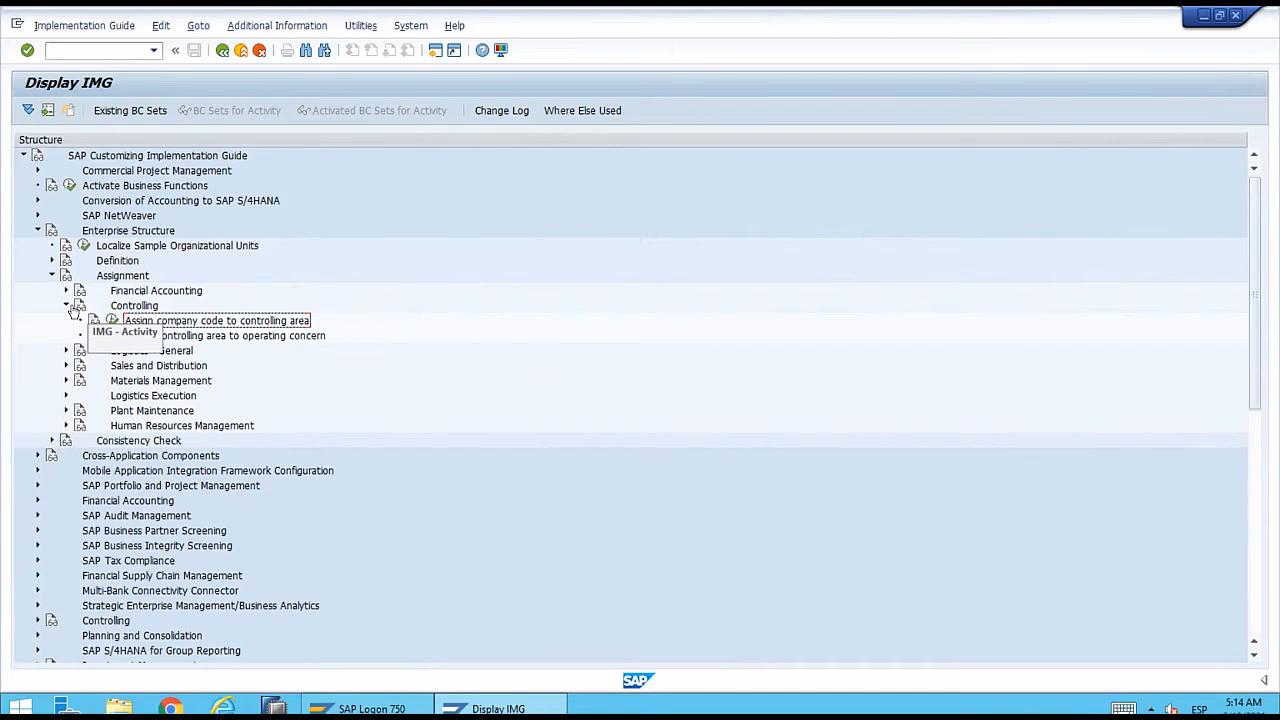 Implementation Guide Edit Goto Additional Information Utilities System Help
Display IMG
Existing BC Sets BC Sets for Activity Activated BC Sets for Activity Change Log Where Else Used
Structure
SAP Customizing Implementation Guide
Commercial Project Management
Activate Business Functions
Conversion of Accounting to SAP S/4HANA
SAP NetWeaver
Enterprise Structure
Localize Sample Organizational Units
Definition
Assignment
Financial Accounting
Controlling
Assign company code to controlling area
IMG - Activity
controlling area to operating concern
General
Sales and Distribution
Materials Management
Logistics Execution
Plant Maintenance
Human Resources Management
Consistency Check
Cross-Application Components
Mobile Application Integration Framework Configuration
SAP Portfolio and Project Management
Financial Accounting
SAP Audit Management
SAP Business Partner Screening
SAP Business Integrity Screening
SAP Tax Compliance
Financial Supply Chain Management
Multi-Bank Connectivity Connector
Strategic Enterprise Management/Business Analytics
Controlling
Planning and Consolidation
SAP S/4HANA for Group Reporting
SAP
SAP Logon 750 Display IMG ESP 5:14 AM